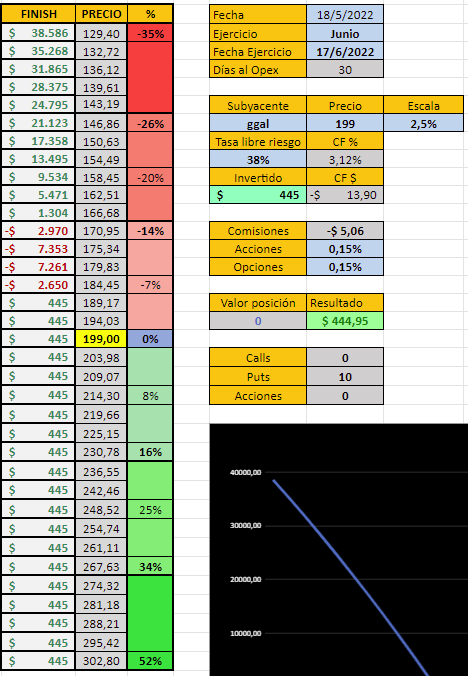 FINISH PRECIO %
$ 38.586 129,40 -35%
$ 35.268 132,72
$ 31.865 136,12
$ 28.375 139,61
$ 24.795 143,19
$ 21.123 146,86 -26%
$ 17.358 150,63
$ 13.495 154,49
$ 9.534 158,45 -20%
$ 5.471 162,51
$ 1.304 166,68
-$ 2.970 170,95 -14%
-$ 7.353 175,34
-$ 7.261 179,83
-$ 2.650 184,45 -7%
$ 445 189,17
$ 445 194,03
$ 445 199,00 0%
$ 445 203,98
$ 445 209,07
$ 445 214,30 8%
$ 445 219,66
$ 445 225,15
$ 445 230,78 16%
$ 445 236,55
$ 445 242,46
$ 445 248,52 25%
$ 445 254,74
$ 445 261,11
$ 445 267,63 34%
$ 445 274,32
$ 445 281,18
$ 445 288,21
$ 445 295,42
$ 445 302,80 52%
Fecha 18/5/2022
Ejercicio Junio
Fecha Ejercicio 17/6/2022
Días al Opex 30
Subyacente Precio Escala
ggal 199 2,5%
Tasa libre riesgo CF %
38% 3,12%
Invertido CF $
$ 445 -$ 13,90
Comisiones -$ 5,06
Acciones 0,15%
Opciones 0,15%
Valor posición Resultado
0 $ 444,95
Calls 0
Puts 10
Acciones 0
40000,00
30000,00
20000,00
10000,00